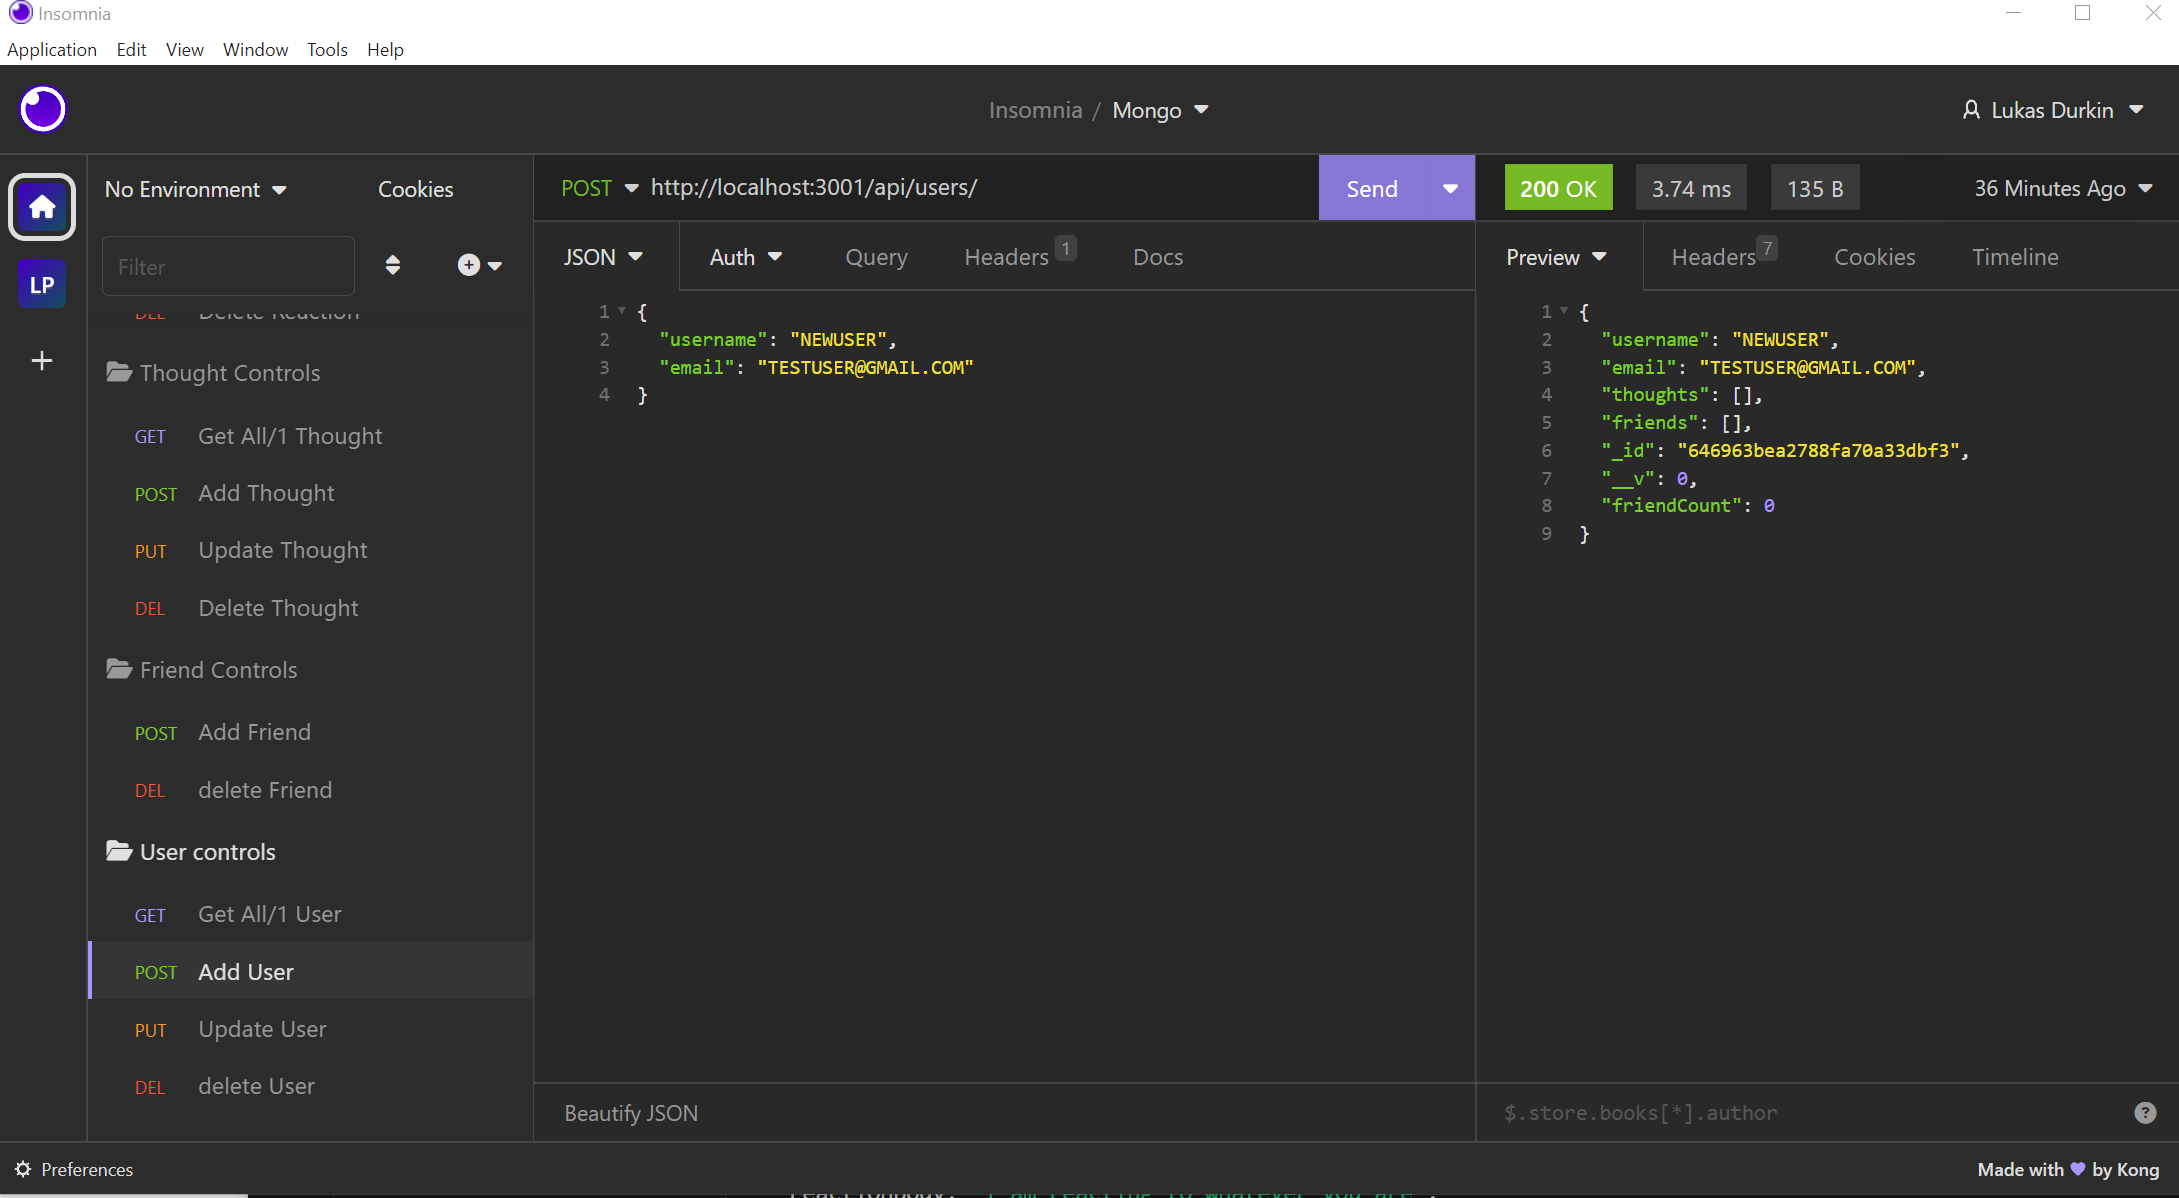 Insomnia
Application Edit View Window Tools Help
Insomnia / Mongo
Lukas Durkin
No Environment
Cookies
POST http://localhost:3001/api/users/
Send
200 OK
3.74 ms
135 B
36 Minutes Ago
Filter
LP
JSON
Auth
Query
Headers 1
Docs
Preview
Headers 7
Cookies
Timeline
DEL Delete Reaction
Thought Controls
GET Get All/1 Thought
POST Add Thought
PUT Update Thought
DEL Delete Thought
Friend Controls
POST Add Friend
DEL delete Friend
User controls
GET Get All/1 User
POST Add User
PUT Update User
DEL delete User
1 {
2 "username": "NEWUSER",
3 "email": "TESTUSER@GMAIL.COM"
4 }
1 {
2 "username": "NEWUSER",
3 "email": "TESTUSER@GMAIL.COM",
4 "thoughts": [],
5 "friends": [],
6 "_id": "646963bea2788fa70a33dbf3",
7 "__v": 0,
8 "friendCount": 0
9 }
Beautify JSON
$.store.books[*].author
?
Preferences
Made with 💜 by Kong